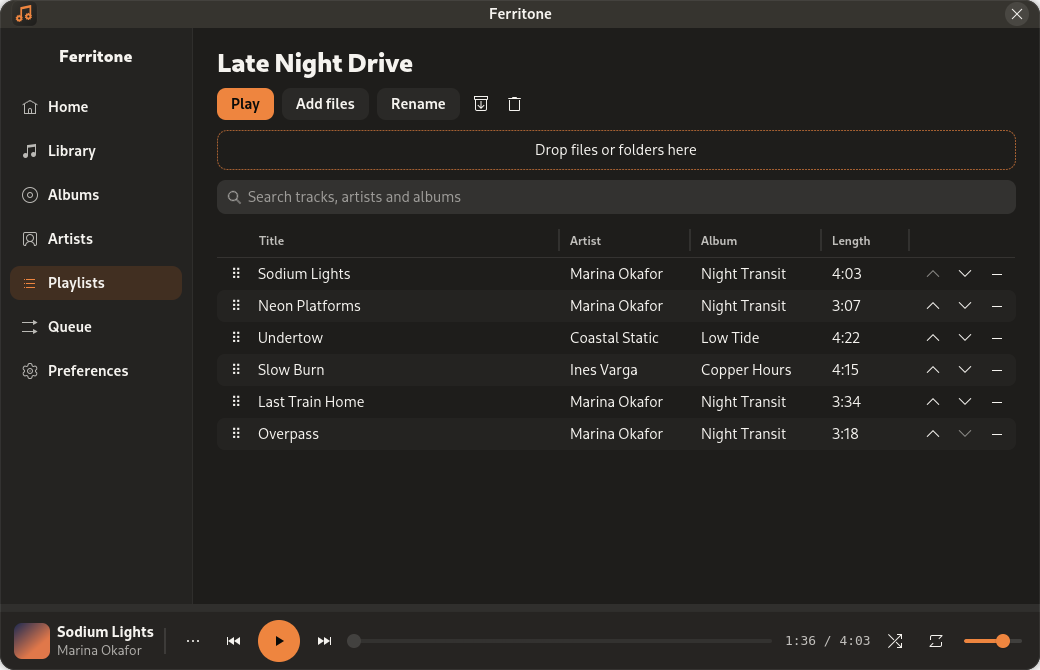 Ferritone
Ferritone
Home
Library
Albums
Artists
Playlists
Queue
Preferences
Late Night Drive
Play Add files Rename
Drop files or folders here
Search tracks, artists and albums
Title Artist Album Length
Sodium Lights Marina Okafor Night Transit 4:03
Neon Platforms Marina Okafor Night Transit 3:07
Undertow Coastal Static Low Tide 4:22
Slow Burn Ines Varga Copper Hours 4:15
Last Train Home Marina Okafor Night Transit 3:34
Overpass Marina Okafor Night Transit 3:18
Sodium Lights
Marina Okafor
1:36 / 4:03